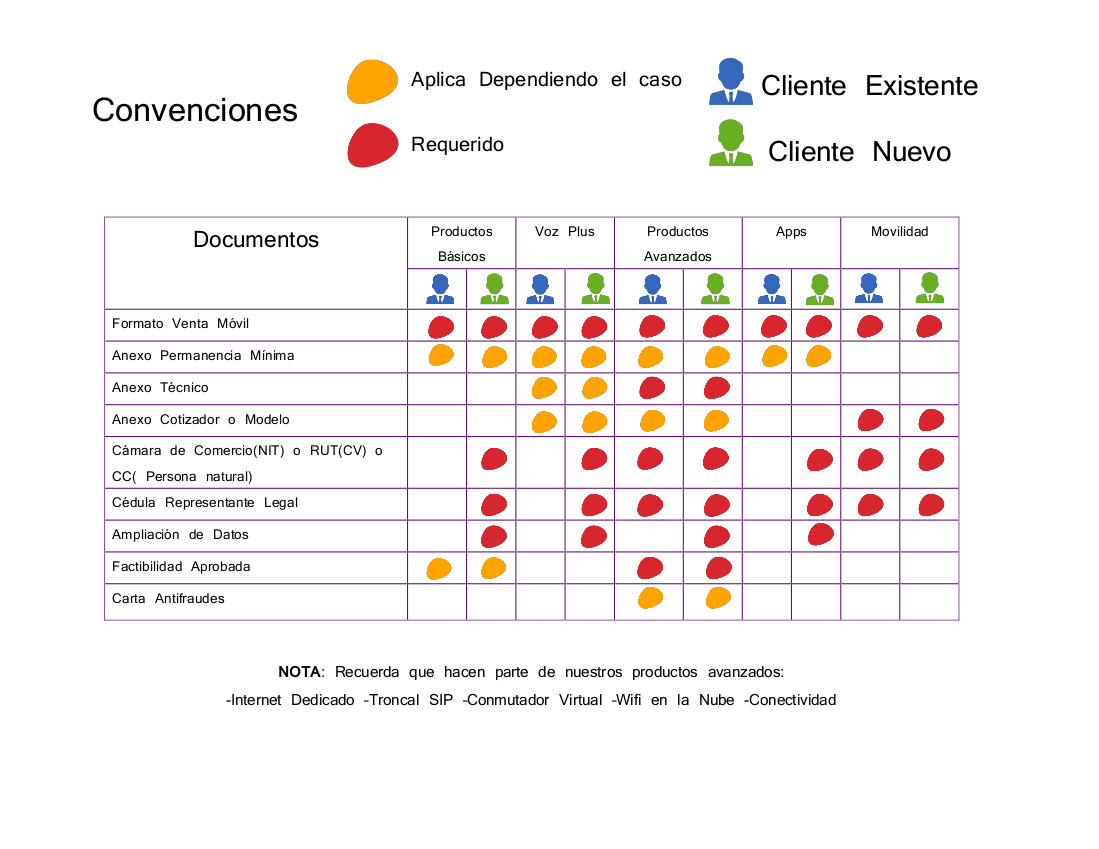 Convenciones
Aplica Dependiendo el caso
Requerido
Cliente Existente
Cliente Nuevo
Documentos
Productos
Básicos
Voz Plus
Productos
Avanzados
Apps
Movilidad
Formato Venta Móvil
Anexo Permanencia Mínima
Anexo Técnico
Anexo Cotizador o Modelo
Cámara de Comercio(NIT) o RUT(CV) o
CC( Persona natural)
Cédula Representante Legal
Ampliación de Datos
Factibilidad Aprobada
Carta Antifraudes
NOTA: Recuerda que hacen parte de nuestros productos avanzados:
-Internet Dedicado -Troncal SIP -Conmutador Virtual -Wifi en la Nube -Conectividad